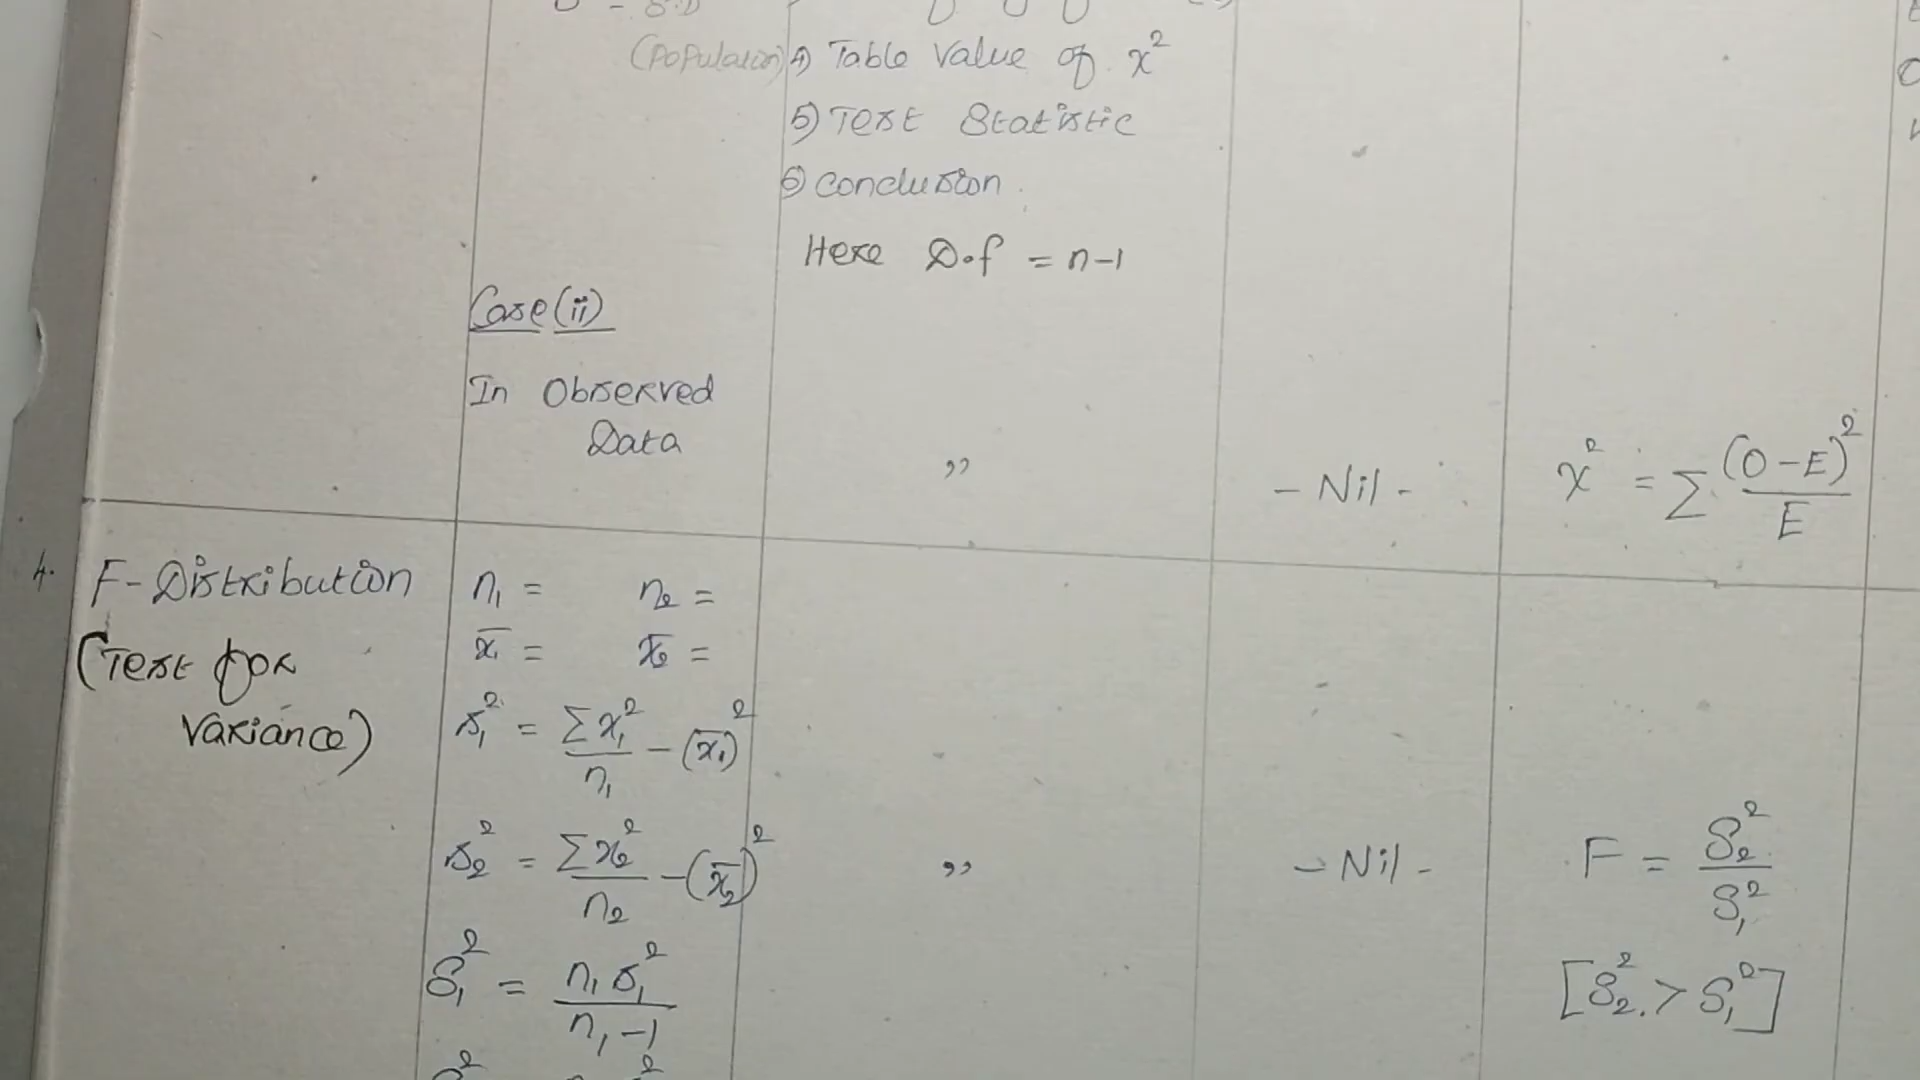 (Population)
4) Table Value of χ²
5) Test Statistic
6) Conclusion.
Here D.f = n-1
Case (ii)
In Observed
Data
”
- Nil -
χ² = Σ (O-E)² / E
4. F-Distribution
(Test for
Variance)
n₁ = n₂ =
x̄₁ = x̄₂ =
s₁² = Σx₁² / n₁ - (x̄₁)²
s₂² = Σx₂² / n₂ - (x̄₂)²
S₁² = n₁s₁² / n₁-1
”
- Nil -
F = S₂² / S₁²
[S₂² > S₁²]